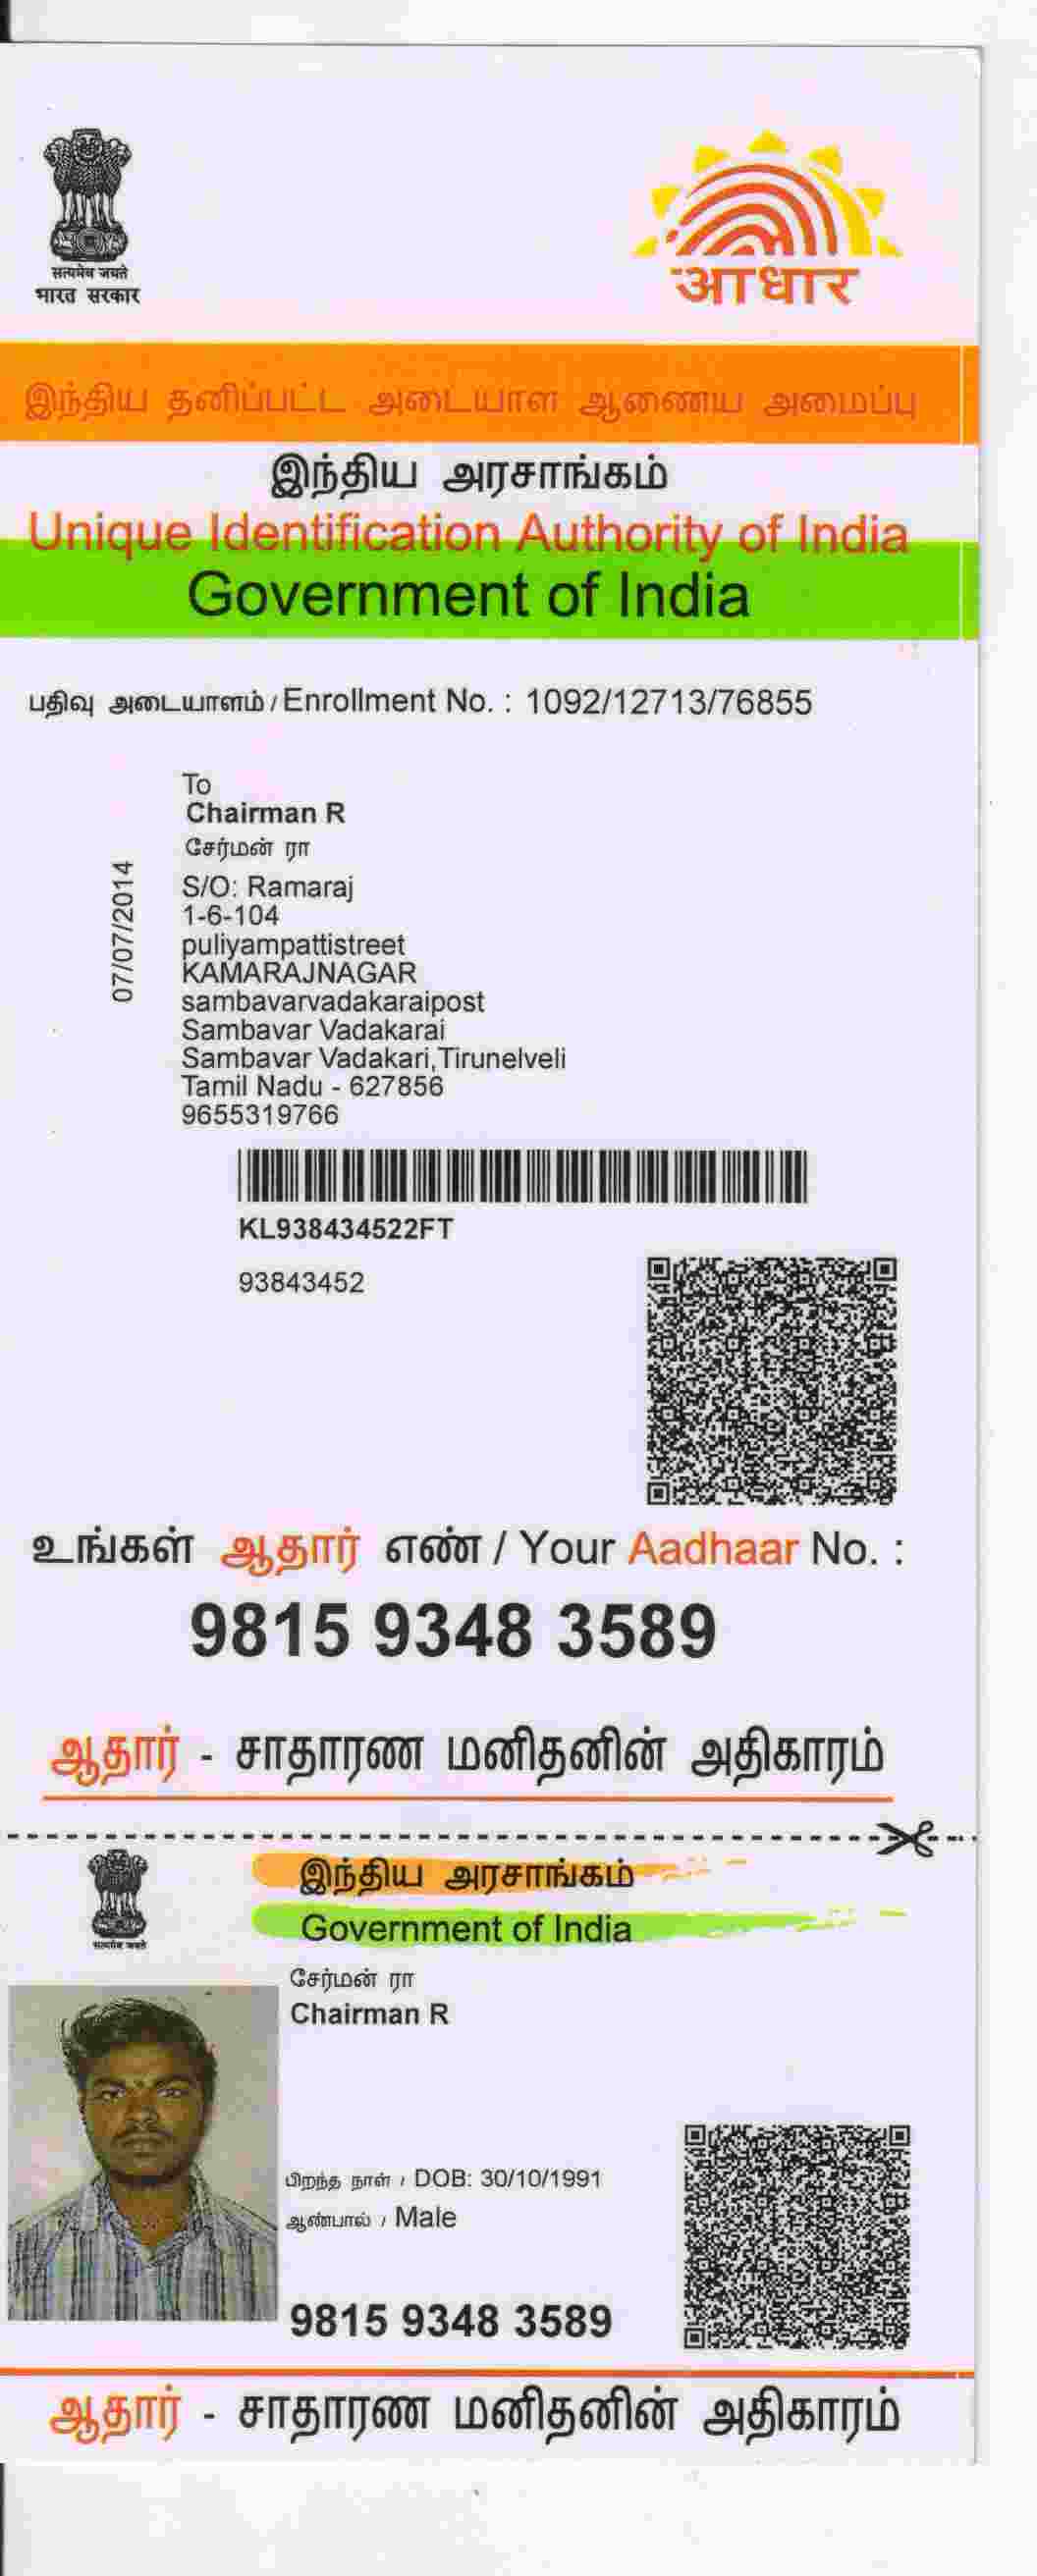 सत्यमेव जयते
भारत सरकार
आधार
இந்திய தனிப்பட்ட அடையாள ஆணைய அமைப்பு
இந்திய அரசாங்கம்
Unique Identification Authority of India
Government of India
பதிவு அடையாளம் / Enrollment No. : 1092/12713/76855
07/07/2014
To
Chairman R
சேர்மன் ரா
S/O: Ramaraj
1-6-104
puliyampattistreet
KAMARAJNAGAR
sambavarvadakaraipost
Sambavar Vadakarai
Sambavar Vadakari,Tirunelveli
Tamil Nadu - 627856
9655319766
KL938434522FT
93843452
உங்கள் ஆதார் எண் / Your Aadhaar No. :
9815 9348 3589
ஆதார் - சாதாரண மனிதனின் அதிகாரம்
இந்திய அரசாங்கம்
Government of India
सत्यमेव जयते
சேர்மன் ரா
Chairman R
பிறந்த நாள் / DOB: 30/10/1991
ஆண்பால் / Male
9815 9348 3589
ஆதார் - சாதாரண மனிதனின் அதிகாரம்